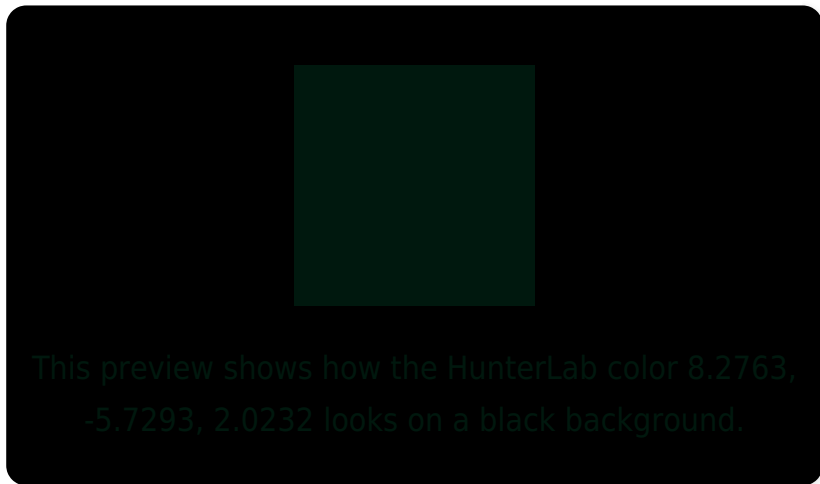 This preview shows how the HunterLab color 8.2763,
-5.7293, 2.0232 looks on a black background.